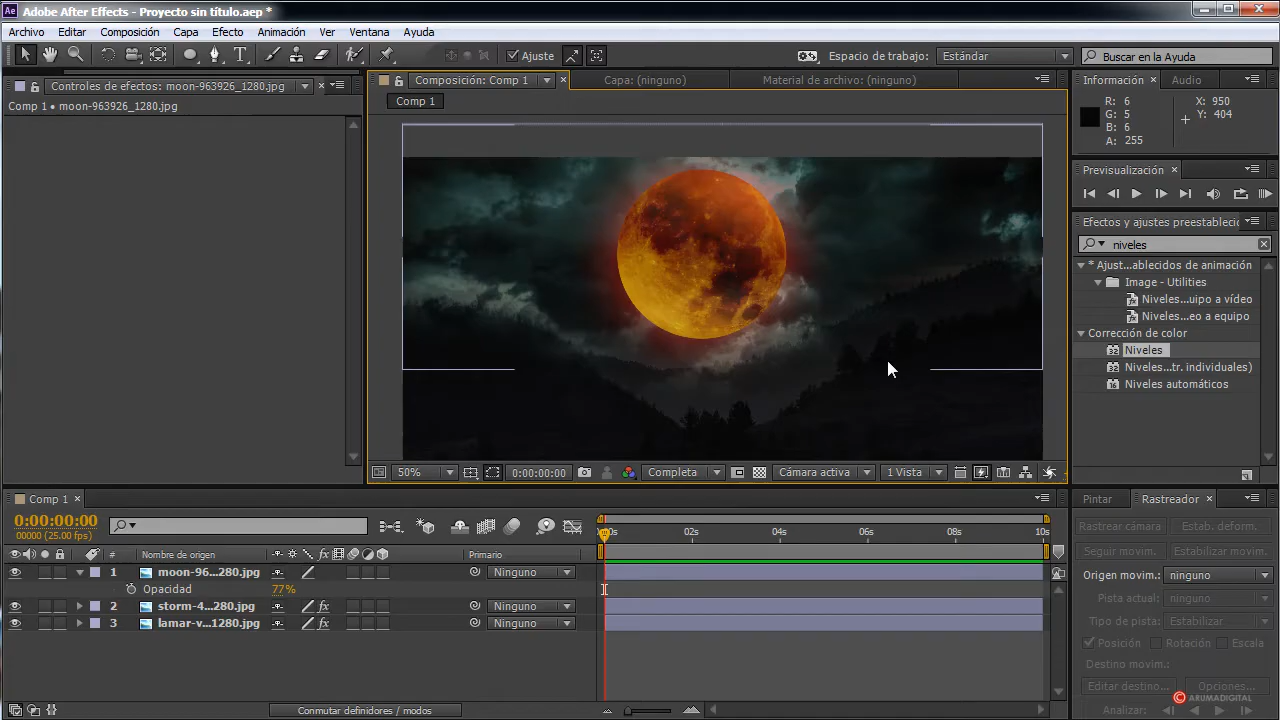 Adobe After Effects - Proyecto sin título.aep *
Archivo Editar Composición Capa Efecto Animación Ver Ventana Ayuda
Ajuste Espacio de trabajo: Estándar Buscar en la Ayuda
Controles de efectos: moon-963926_1280.jpg
Comp 1 • moon-963926_1280.jpg
Composición: Comp 1 Capa: (ninguno) Material de archivo: (ninguno)
Comp 1
Información Audio
R: 6 X: 950
G: 5 Y: 404
B: 6
A: 255
Previsualización
Efectos y ajustes preestablecic
niveles
* Ajust...ablecidos de animación
Image - Utilities
Niveles...uipo a vídeo
Niveles...eo a equipo
Corrección de color
Niveles
Niveles...tr. individuales)
Niveles automáticos
50% 0:00:00:00 Completa Cámara activa 1 Vista
Comp 1
0:00:00:00
00000 (25.00 fps)
02s 04s 06s 08s 10s
# Nombre de origen fx Primario
1 moon-96...280.jpg Ninguno
Opacidad 77%
2 storm-4...280.jpg fx Ninguno
3 lamar-v...1280.jpg fx Ninguno
Conmutar definidores / modos
Pintar Rastreador
Rastrear cámara Estab. deform.
Seguir movim. Estabilizar movim.
Origen movim.: ninguno
Pista actual: ninguno
Tipo de pista: Estabilizar
Posición Rotación Escala
Destino movim.:
Editar destino... Opciones...
Analizar:
© ARUMADIGITAL